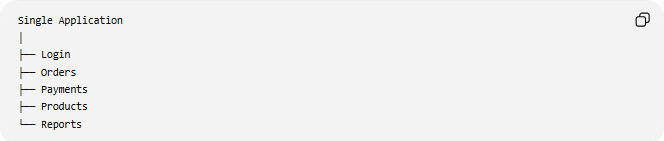 Single Application
│
├── Login
├── Orders
├── Payments
├── Products
└── Reports